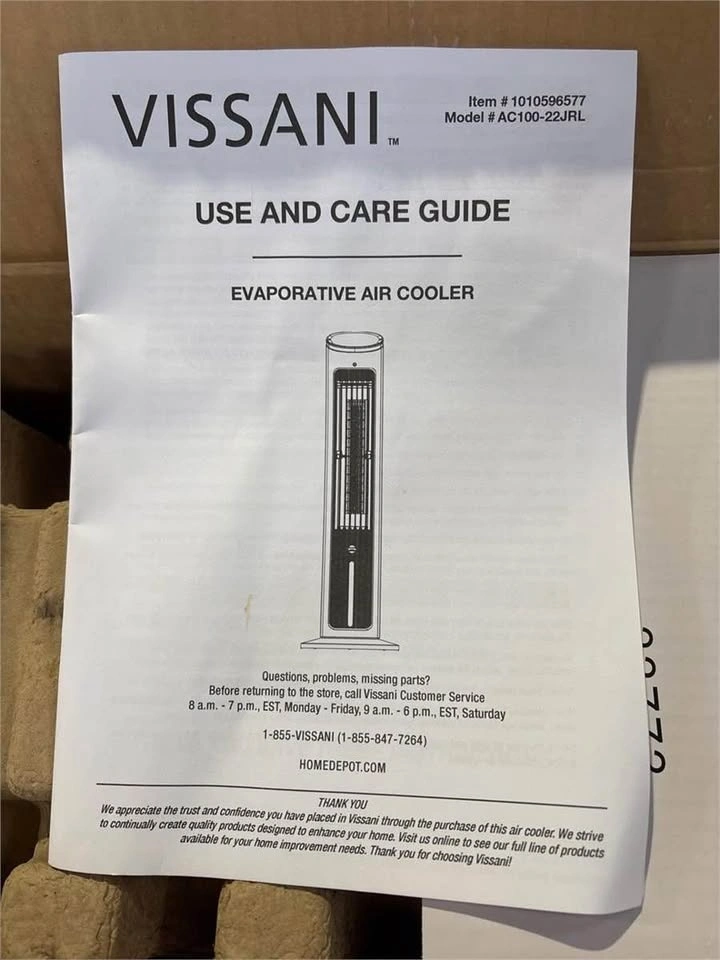 VISSANI™
Item # 1010596577
Model # AC100-22JRL
USE AND CARE GUIDE
EVAPORATIVE AIR COOLER
Questions, problems, missing parts?
Before returning to the store, call Vissani Customer Service
8 a.m. - 7 p.m., EST, Monday - Friday, 9 a.m. - 6 p.m., EST, Saturday
1-855-VISSANI (1-855-847-7264)
HOMEDEPOT.COM
THANK YOU
We appreciate the trust and confidence you have placed in Vissani through the purchase of this air cooler. We strive
to continually create quality products designed to enhance your home. Visit us online to see our full line of products
available for your home improvement needs. Thank you for choosing Vissani!